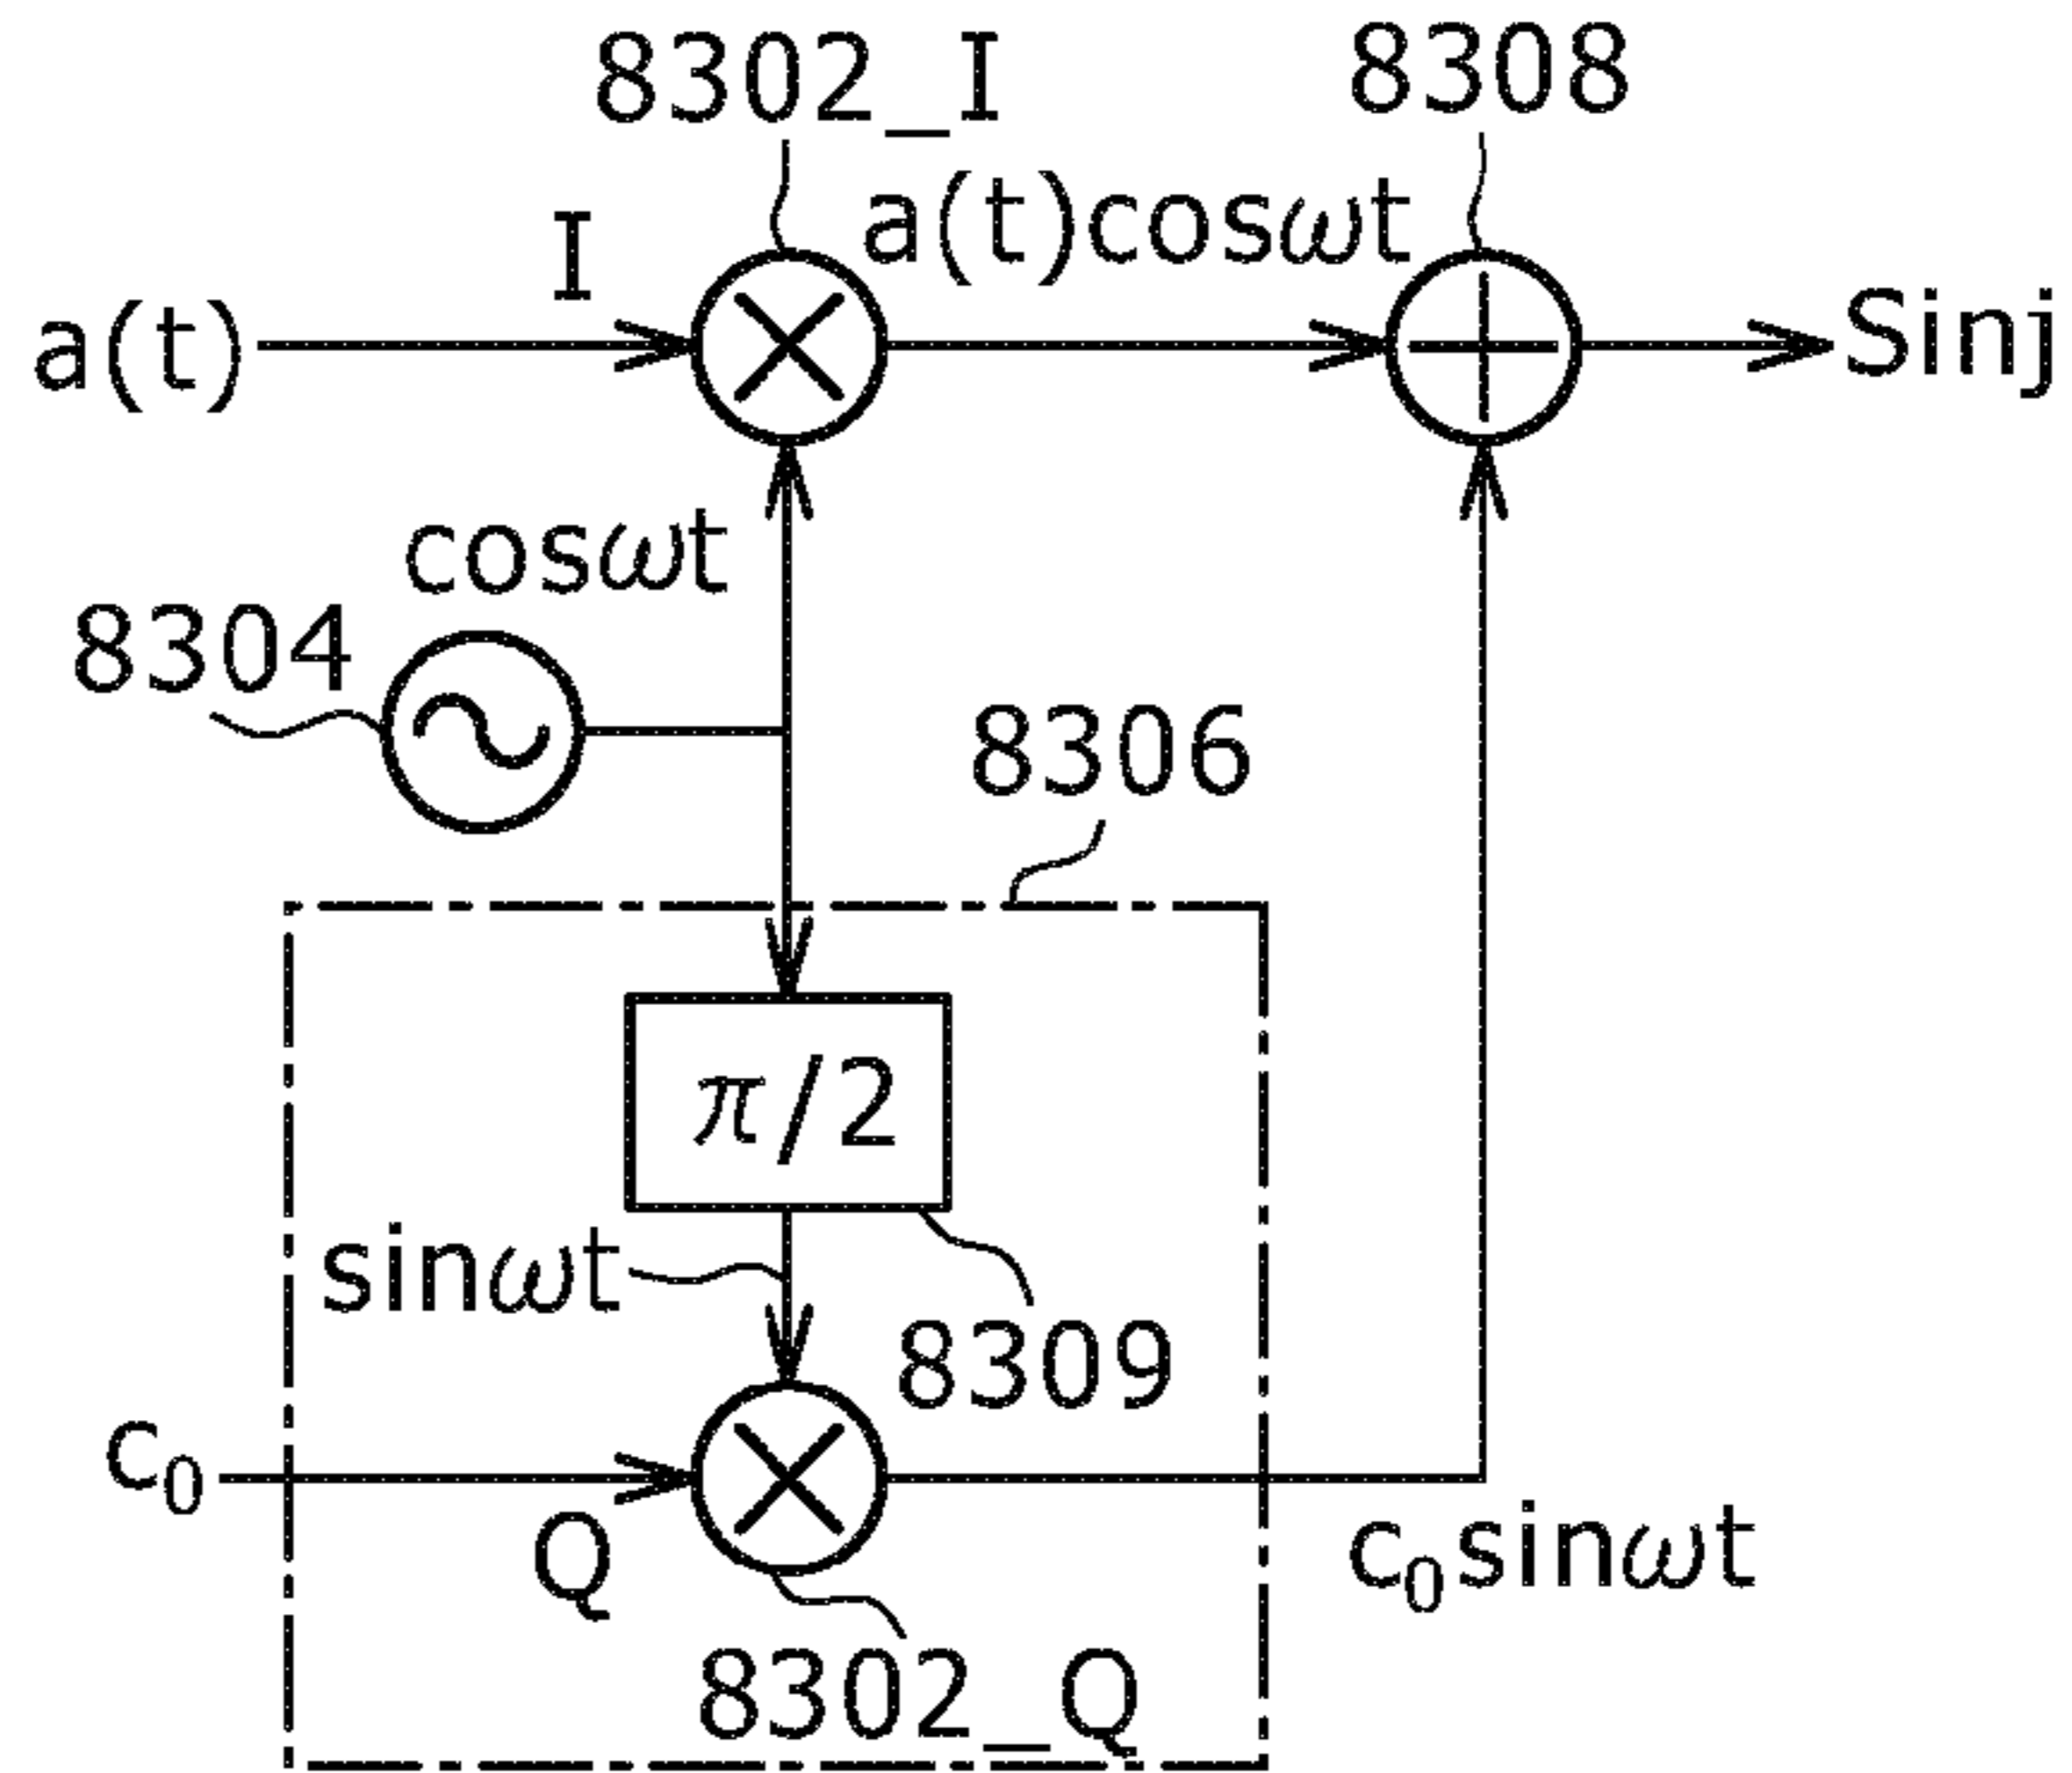 8302_I
8308
a(t)cosωt
I
a(t)
Sinj
cosωt
8304
8306
π/2
sinωt
8309
c₀
Q
c₀sinωt
8302_Q